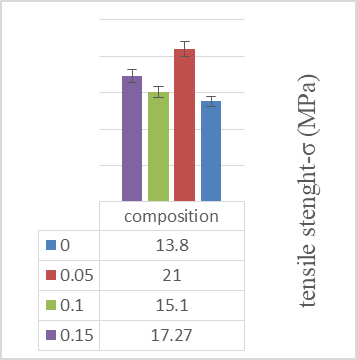 composition
0 13.8
0.05 21
0.1 15.1
0.15 17.27
tensile stenght-σ (MPa)